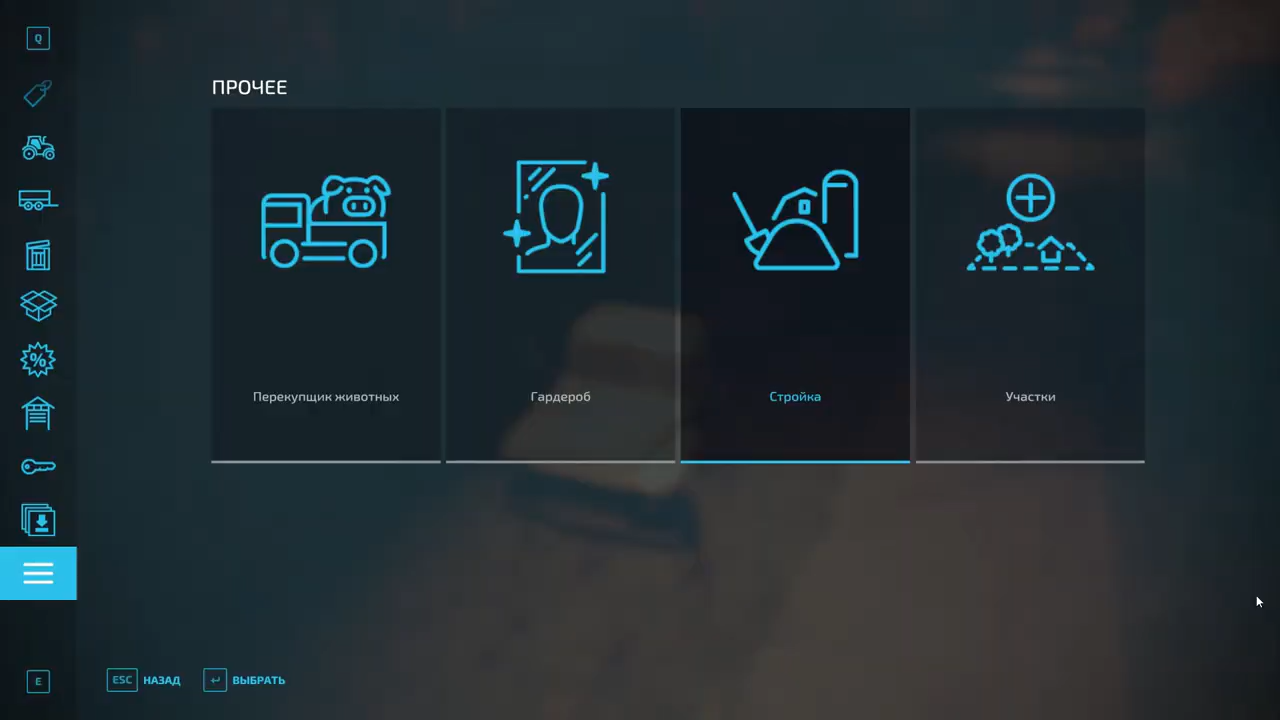 Q
ПРОЧЕЕ
%
Перекупщик животных
Гардероб
Стройка
Участки
E
ESC НАЗАД
ВЫБРАТЬ